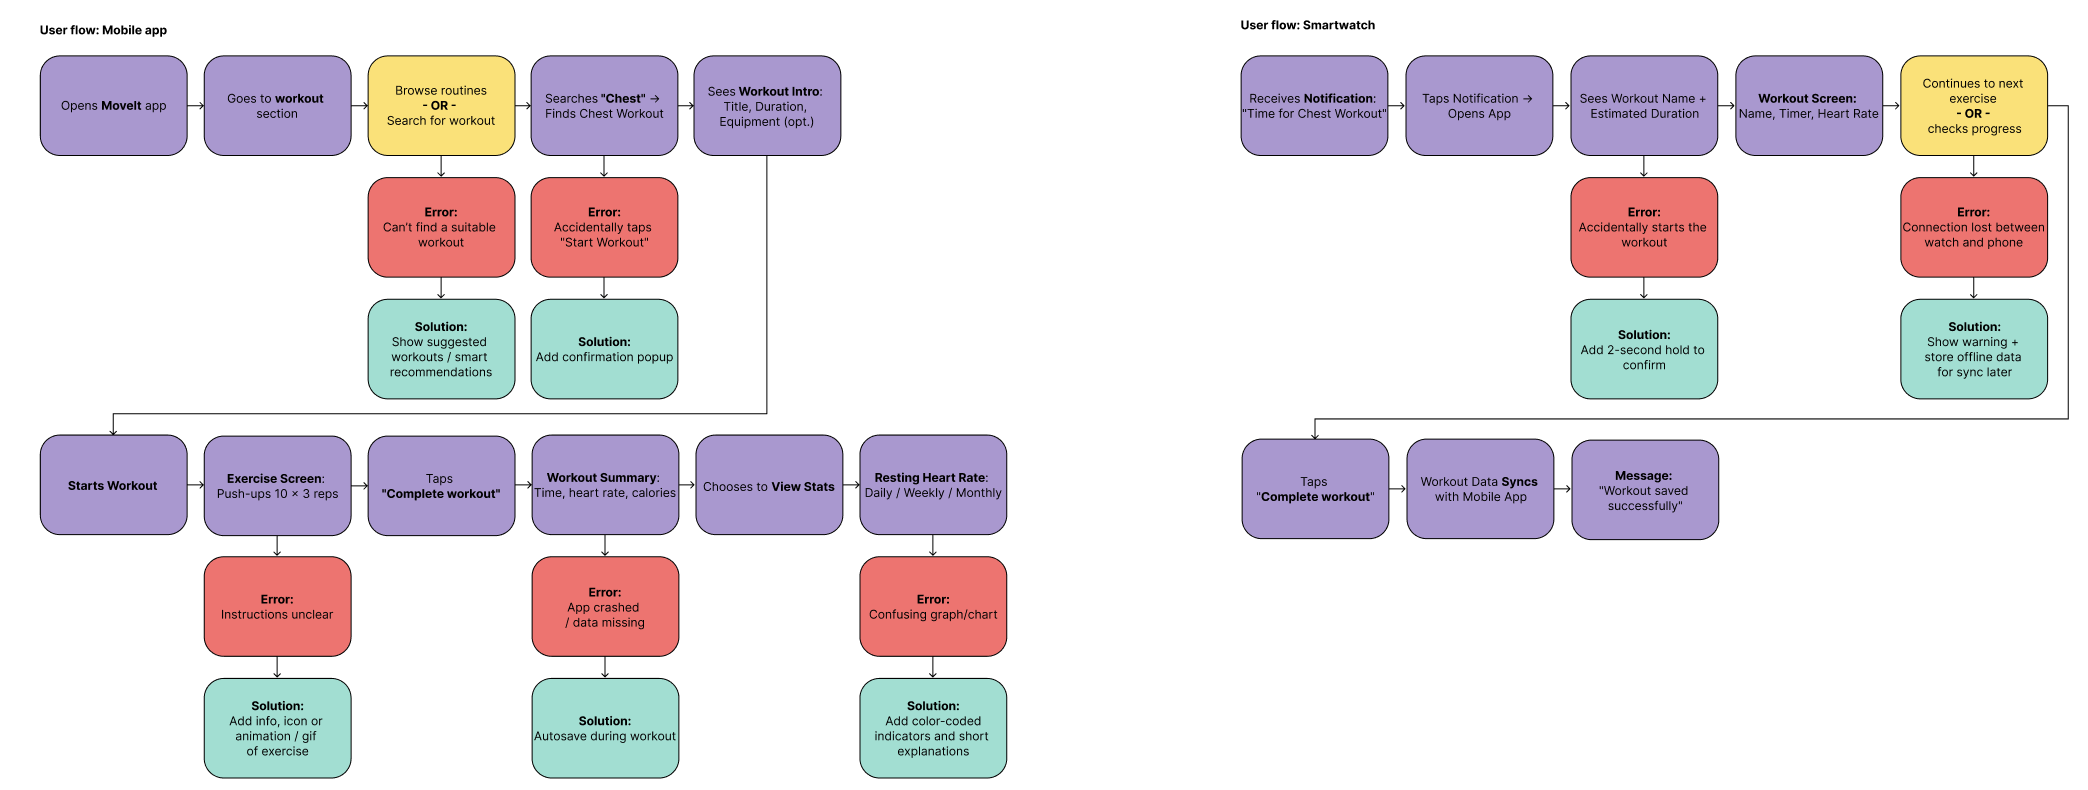 User flow: Mobile app
Opens MoveIt app
Goes to workout
section
Browse routines
- OR -
Search for workout
Searches "Chest" →
Finds Chest Workout
Sees Workout Intro:
Title, Duration,
Equipment (opt.)
Error:
Can't find a suitable
workout
Error:
Accidentally taps
"Start Workout"
Solution:
Show suggested
workouts / smart
recommendations
Solution:
Add confirmation popup
Starts Workout
Exercise Screen:
Push-ups 10 × 3 reps
Taps
"Complete workout"
Workout Summary:
Time, heart rate, calories
Chooses to View Stats
Resting Heart Rate:
Daily / Weekly / Monthly
Error:
Instructions unclear
Error:
App crashed
/ data missing
Error:
Confusing graph/chart
Solution:
Add info, icon or
animation / gif
of exercise
Solution:
Autosave during workout
Solution:
Add color-coded
indicators and short
explanations
User flow: Smartwatch
Receives Notification:
"Time for Chest Workout"
Taps Notification →
Opens App
Sees Workout Name +
Estimated Duration
Workout Screen:
Name, Timer, Heart Rate
Continues to next
exercise
- OR -
checks progress
Error:
Accidentally starts the
workout
Error:
Connection lost between
watch and phone
Solution:
Add 2-second hold to
confirm
Solution:
Show warning +
store offline data
for sync later
Taps
"Complete workout"
Workout Data Syncs
with Mobile App
Message:
"Workout saved
successfully"